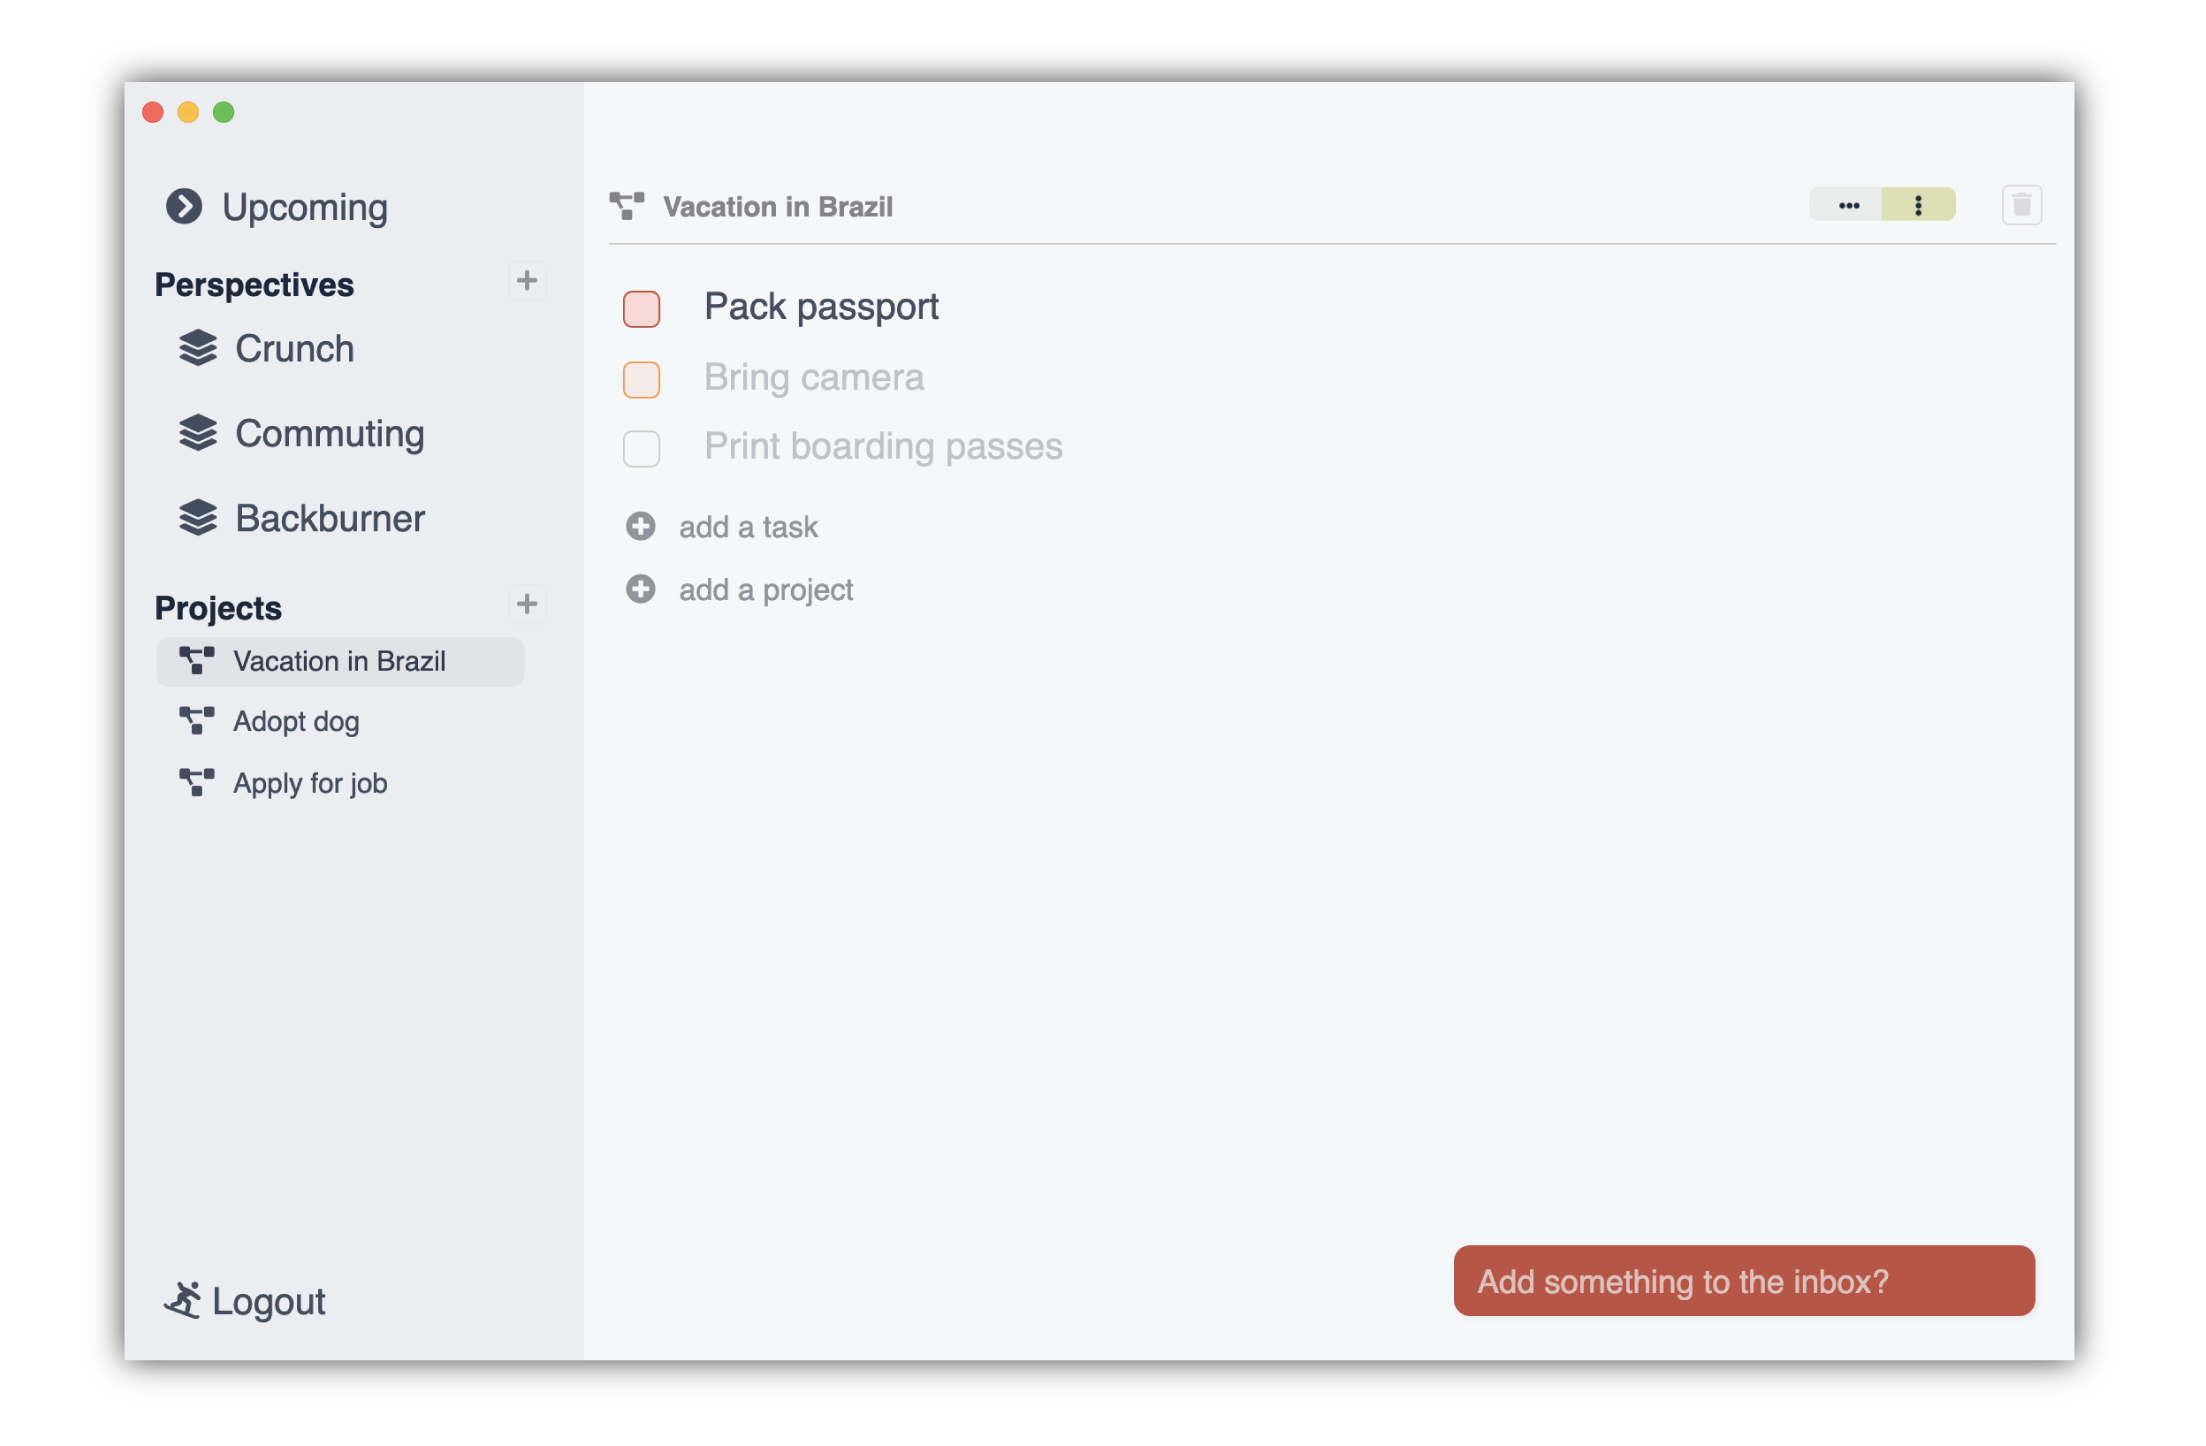 Upcoming
Perspectives
Crunch
Commuting
Backburner
Projects
Vacation in Brazil
Adopt dog
Apply for job
Logout
Vacation in Brazil
Pack passport
Bring camera
Print boarding passes
add a task
add a project
Add something to the inbox?